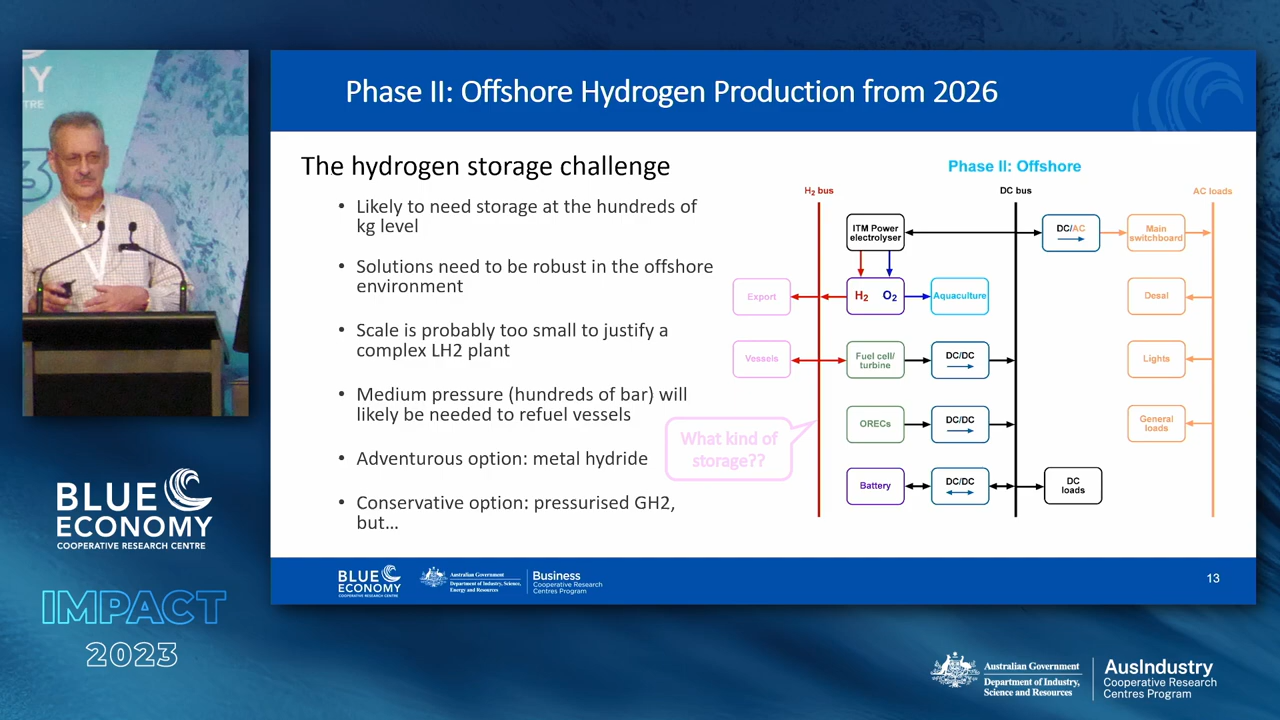 Y
TRE
3
Phase II: Offshore Hydrogen Production from 2026
The hydrogen storage challenge
• Likely to need storage at the hundreds of
kg level
• Solutions need to be robust in the offshore
environment
• Scale is probably too small to justify a
complex LH2 plant
• Medium pressure (hundreds of bar) will
likely be needed to refuel vessels
• Adventurous option: metal hydride
• Conservative option: pressurised GH2,
but...
Phase II: Offshore
H₂ bus
DC bus
AC loads
ITM Power
electrolyser
DC/AC
Main
switchboard
Export
H₂ O₂
Aquaculture
Desal
Vessels
Fuel cell/
turbine
DC/DC
Lights
What kind of
storage??
ORECs
DC/DC
General
loads
Battery
DC/DC
DC
loads
BLUE
ECONOMY
COOPERATIVE RESEARCH CENTRE
Australian Government
Department of Industry, Science,
Energy and Resources
Business
Cooperative Research
Centres Program
13
BLUE
ECONOMY
COOPERATIVE RESEARCH CENTRE
IMPACT
2023
Australian Government
Department of Industry,
Science and Resources
AusIndustry
Cooperative Research
Centres Program